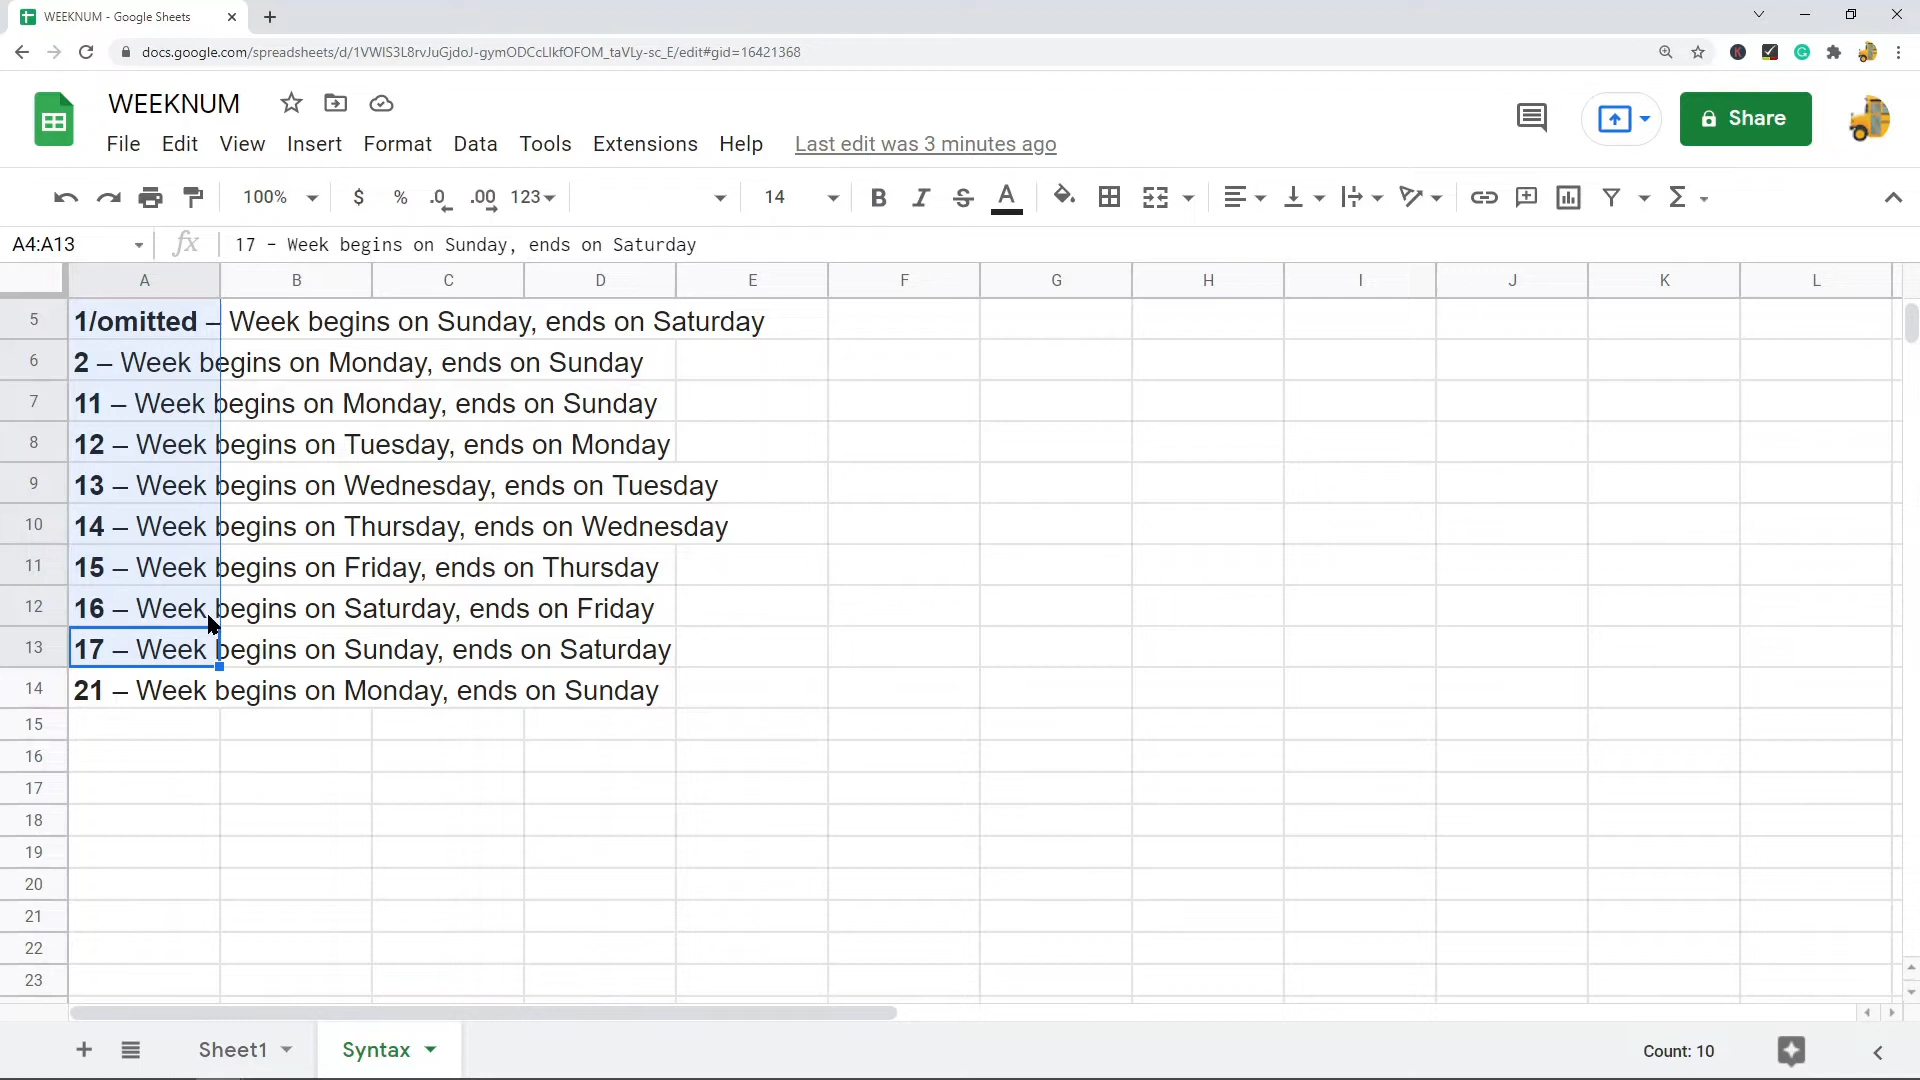 WEEKNUM - Google Sheets
docs.google.com/spreadsheets/d/1VWIS3L8rvJuGjdoJ-gymODCcLlkfOFOM_taVLy-sc_E/edit#gid=16421368
WEEKNUM
Share
File Edit View Insert Format Data Tools Extensions Help Last edit was 3 minutes ago
100% $ % .0 .00 123 14 B I S A Σ
A4:A13 fx 17 - Week begins on Sunday, ends on Saturday
A B C D E F G H I J K L
5 1/omitted – Week begins on Sunday, ends on Saturday
6 2 – Week begins on Monday, ends on Sunday
7 11 – Week begins on Monday, ends on Sunday
8 12 – Week begins on Tuesday, ends on Monday
9 13 – Week begins on Wednesday, ends on Tuesday
10 14 – Week begins on Thursday, ends on Wednesday
11 15 – Week begins on Friday, ends on Thursday
12 16 – Week begins on Saturday, ends on Friday
13 17 – Week begins on Sunday, ends on Saturday
14 21 – Week begins on Monday, ends on Sunday
15
16
17
18
19
20
21
22
23
Sheet1 Syntax Count: 10